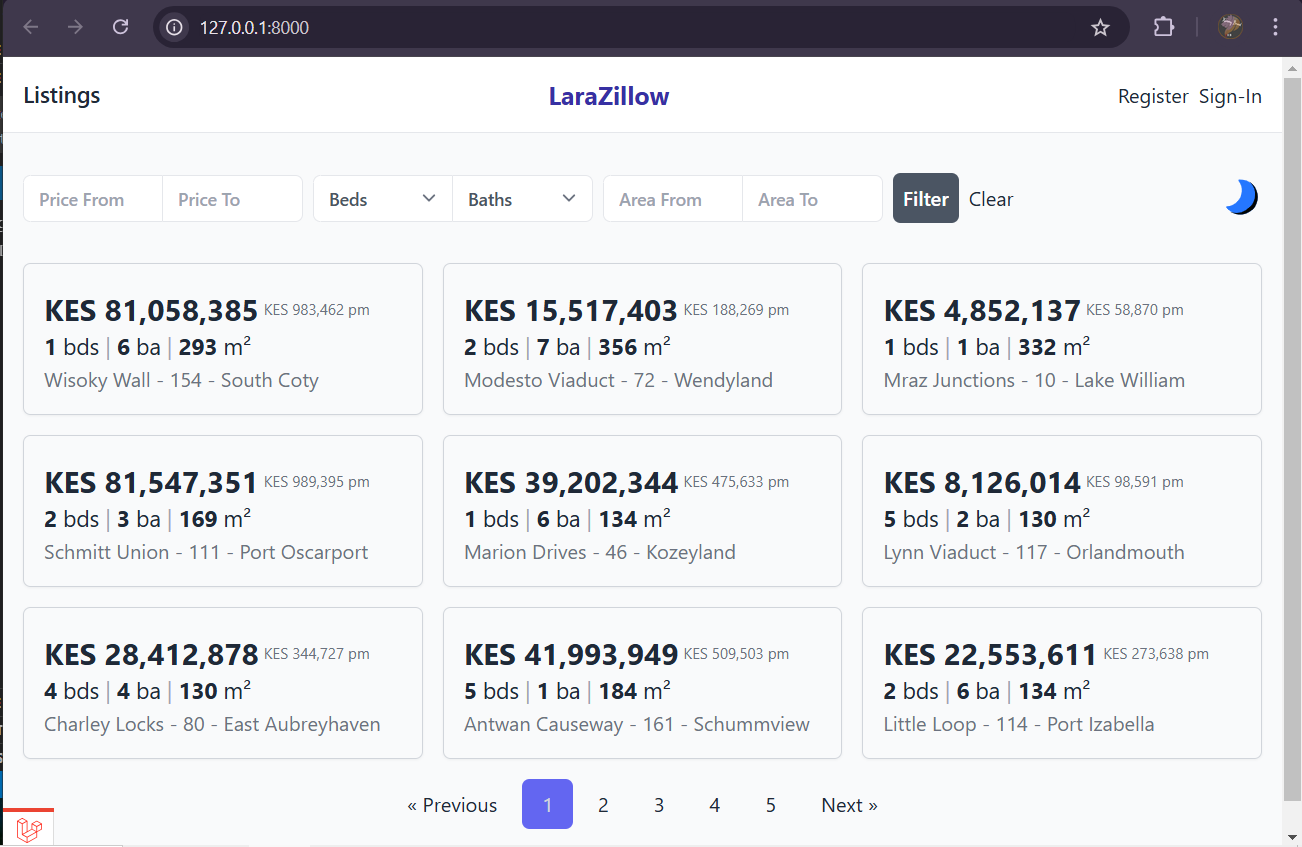 127.0.0.1:8000
Listings LaraZillow Register Sign-In
Price From Price To Beds Baths Area From Area To Filter Clear
KES 81,058,385 KES 983,462 pm
1 bds | 6 ba | 293 m²
Wisoky Wall - 154 - South Coty
KES 15,517,403 KES 188,269 pm
2 bds | 7 ba | 356 m²
Modesto Viaduct - 72 - Wendyland
KES 4,852,137 KES 58,870 pm
1 bds | 1 ba | 332 m²
Mraz Junctions - 10 - Lake William
KES 81,547,351 KES 989,395 pm
2 bds | 3 ba | 169 m²
Schmitt Union - 111 - Port Oscarport
KES 39,202,344 KES 475,633 pm
1 bds | 6 ba | 134 m²
Marion Drives - 46 - Kozeyland
KES 8,126,014 KES 98,591 pm
5 bds | 2 ba | 130 m²
Lynn Viaduct - 117 - Orlandmouth
KES 28,412,878 KES 344,727 pm
4 bds | 4 ba | 130 m²
Charley Locks - 80 - East Aubreyhaven
KES 41,993,949 KES 509,503 pm
5 bds | 1 ba | 184 m²
Antwan Causeway - 161 - Schummview
KES 22,553,611 KES 273,638 pm
2 bds | 6 ba | 134 m²
Little Loop - 114 - Port Izabella
« Previous 1 2 3 4 5 Next »